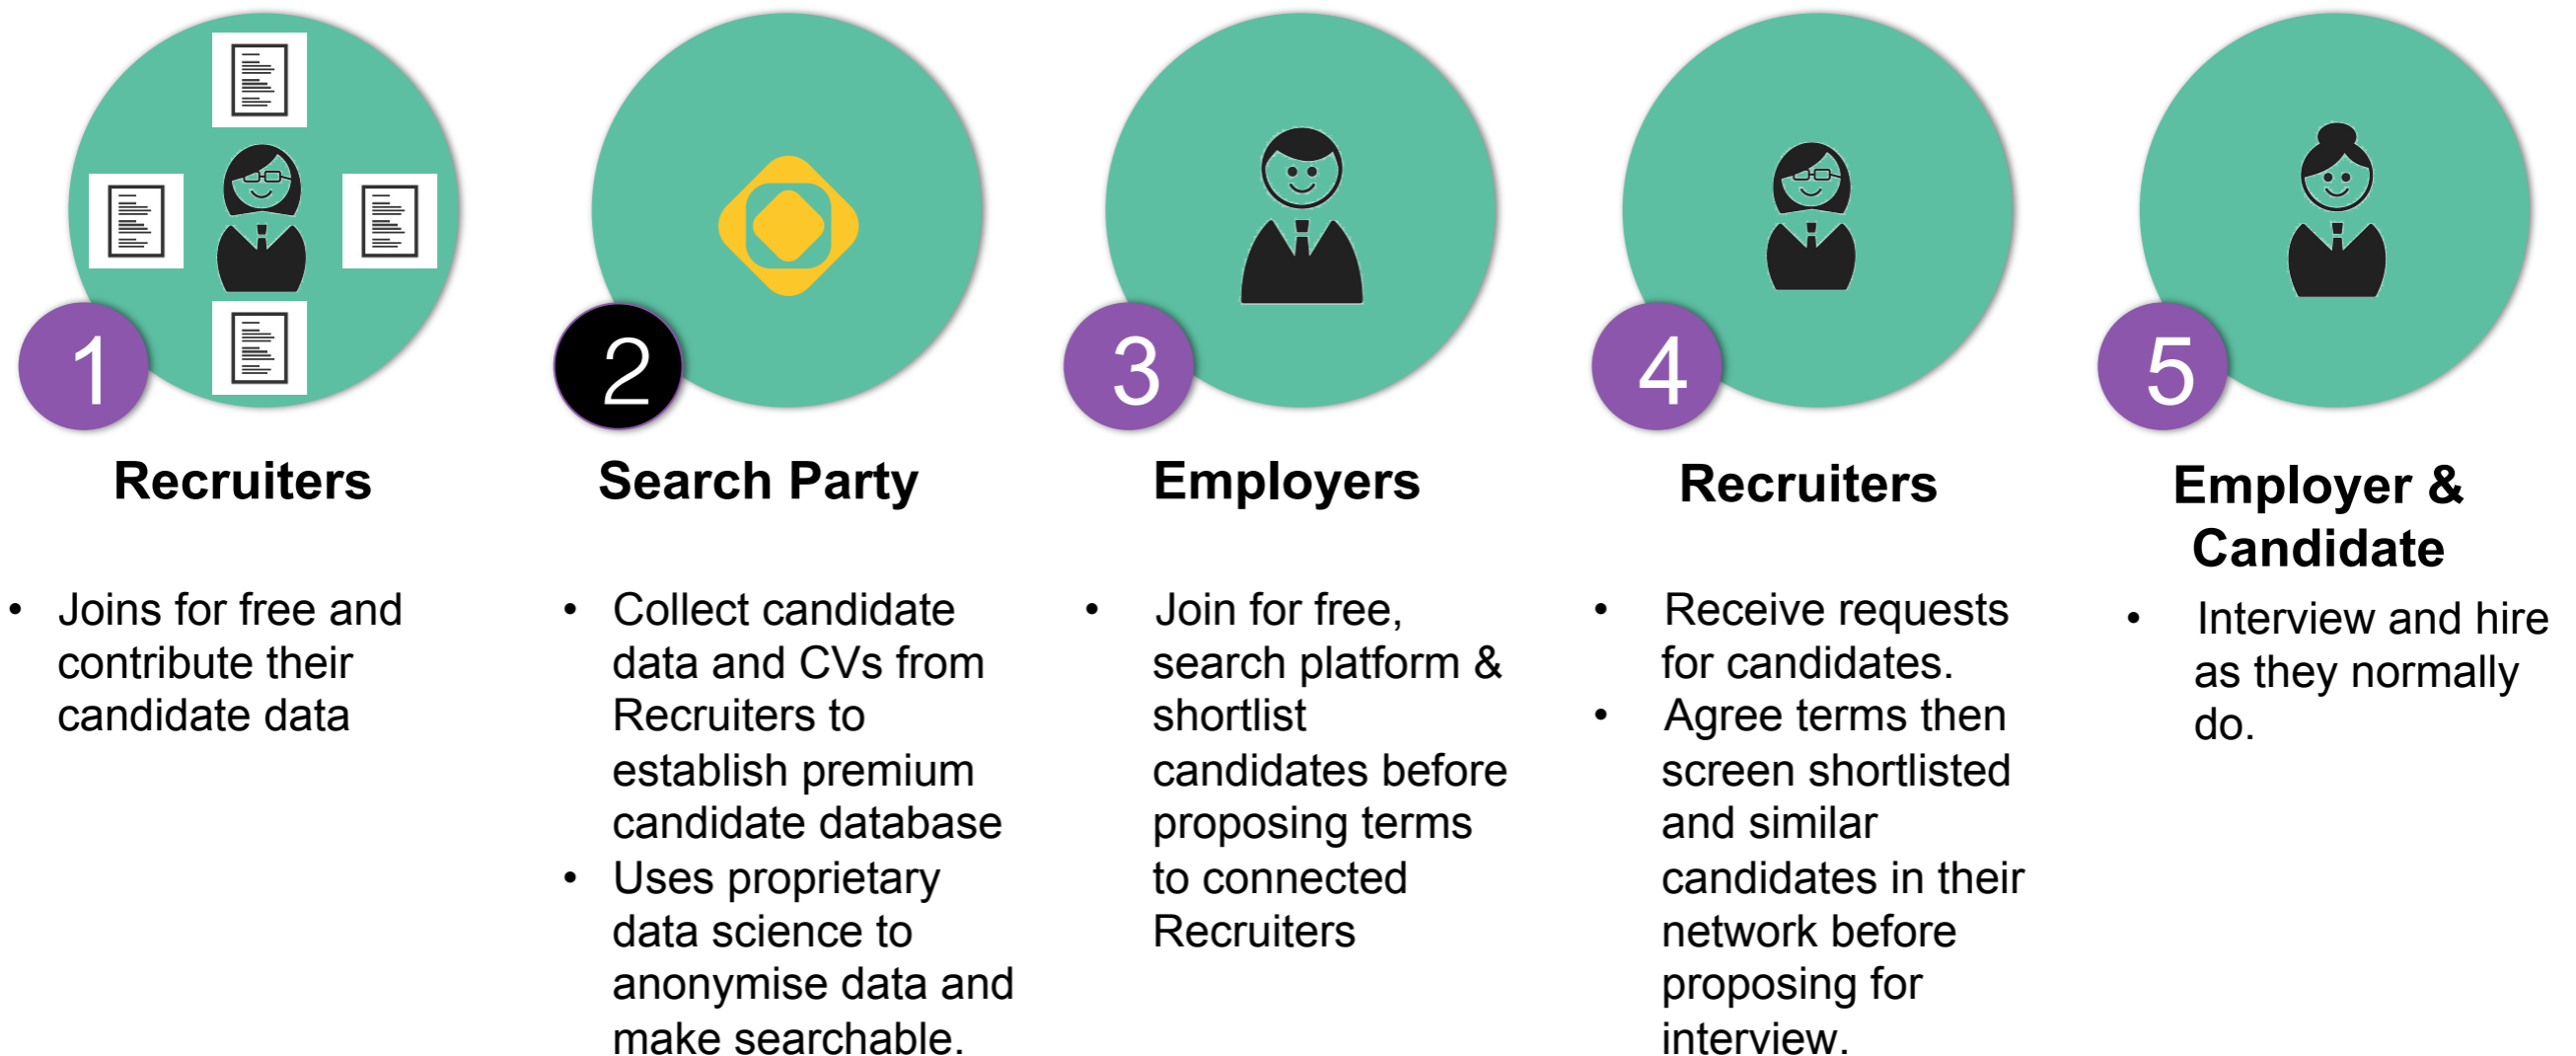 1
Recruiters
• Joins for free and
contribute their
candidate data
2
Search Party
• Collect candidate
data and CVs from
Recruiters to
establish premium
candidate database
• Uses proprietary
data science to
anonymise data and
make searchable.
3
Employers
• Join for free,
search platform &
shortlist
candidates before
proposing terms
to connected
Recruiters
4
Recruiters
• Receive requests
for candidates.
• Agree terms then
screen shortlisted
and similar
candidates in their
network before
proposing for
interview.
5
Employer &
Candidate
• Interview and hire
as they normally
do.